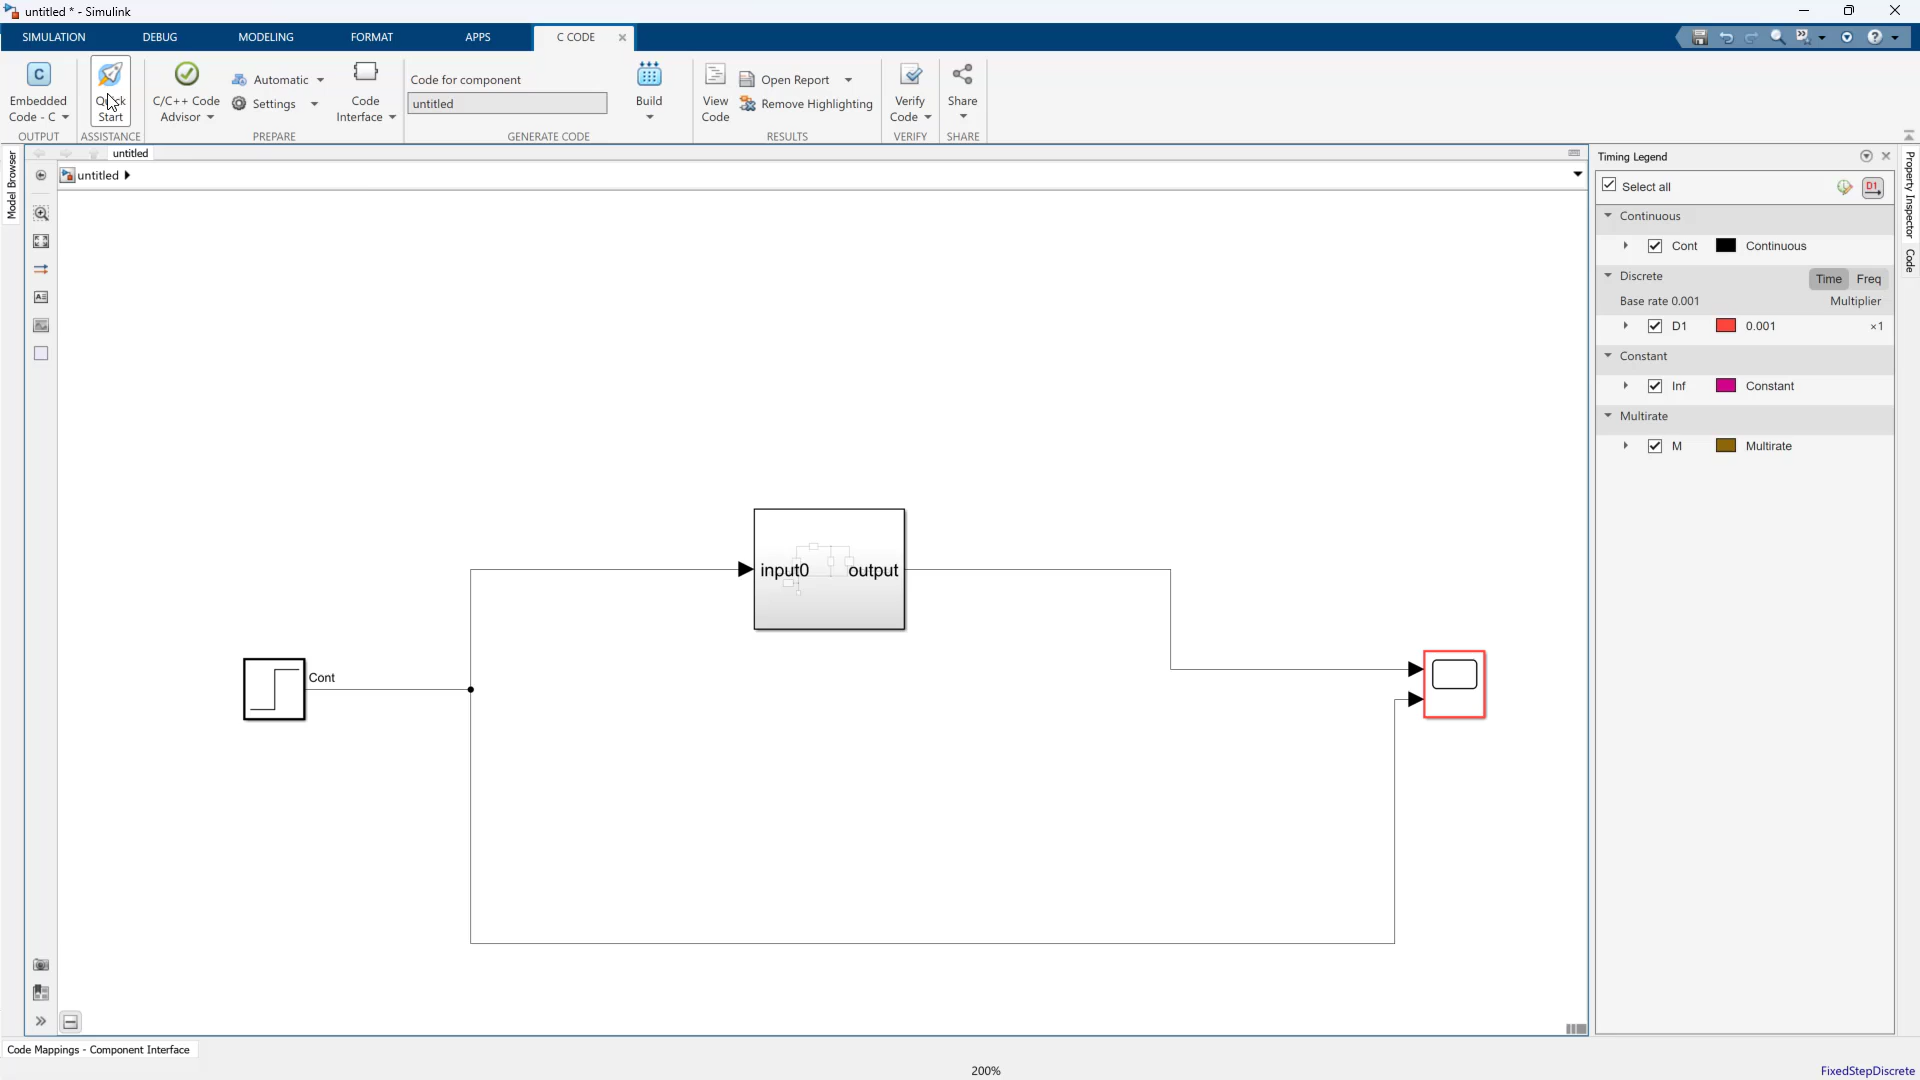 untitled * - Simulink
SIMULATION DEBUG MODELING FORMAT APPS C CODE
Embedded Code - C
OUTPUT
Quick Start
ASSISTANCE
C/C++ Code Advisor
Automatic
Settings
Code Interface
PREPARE
Code for component
untitled
Build
GENERATE CODE
View Code
Open Report
Remove Highlighting
RESULTS
Verify Code
VERIFY
Share
SHARE
Model Browser
untitled
untitled
Cont
input0 output
Timing Legend
Select all
D1
Continuous
Cont Continuous
Discrete Time Freq
Base rate 0.001 Multiplier
D1 0.001 ×1
Constant
Inf Constant
Multirate
M Multirate
Property Inspector
Code
Code Mappings - Component Interface
200%
FixedStepDiscrete